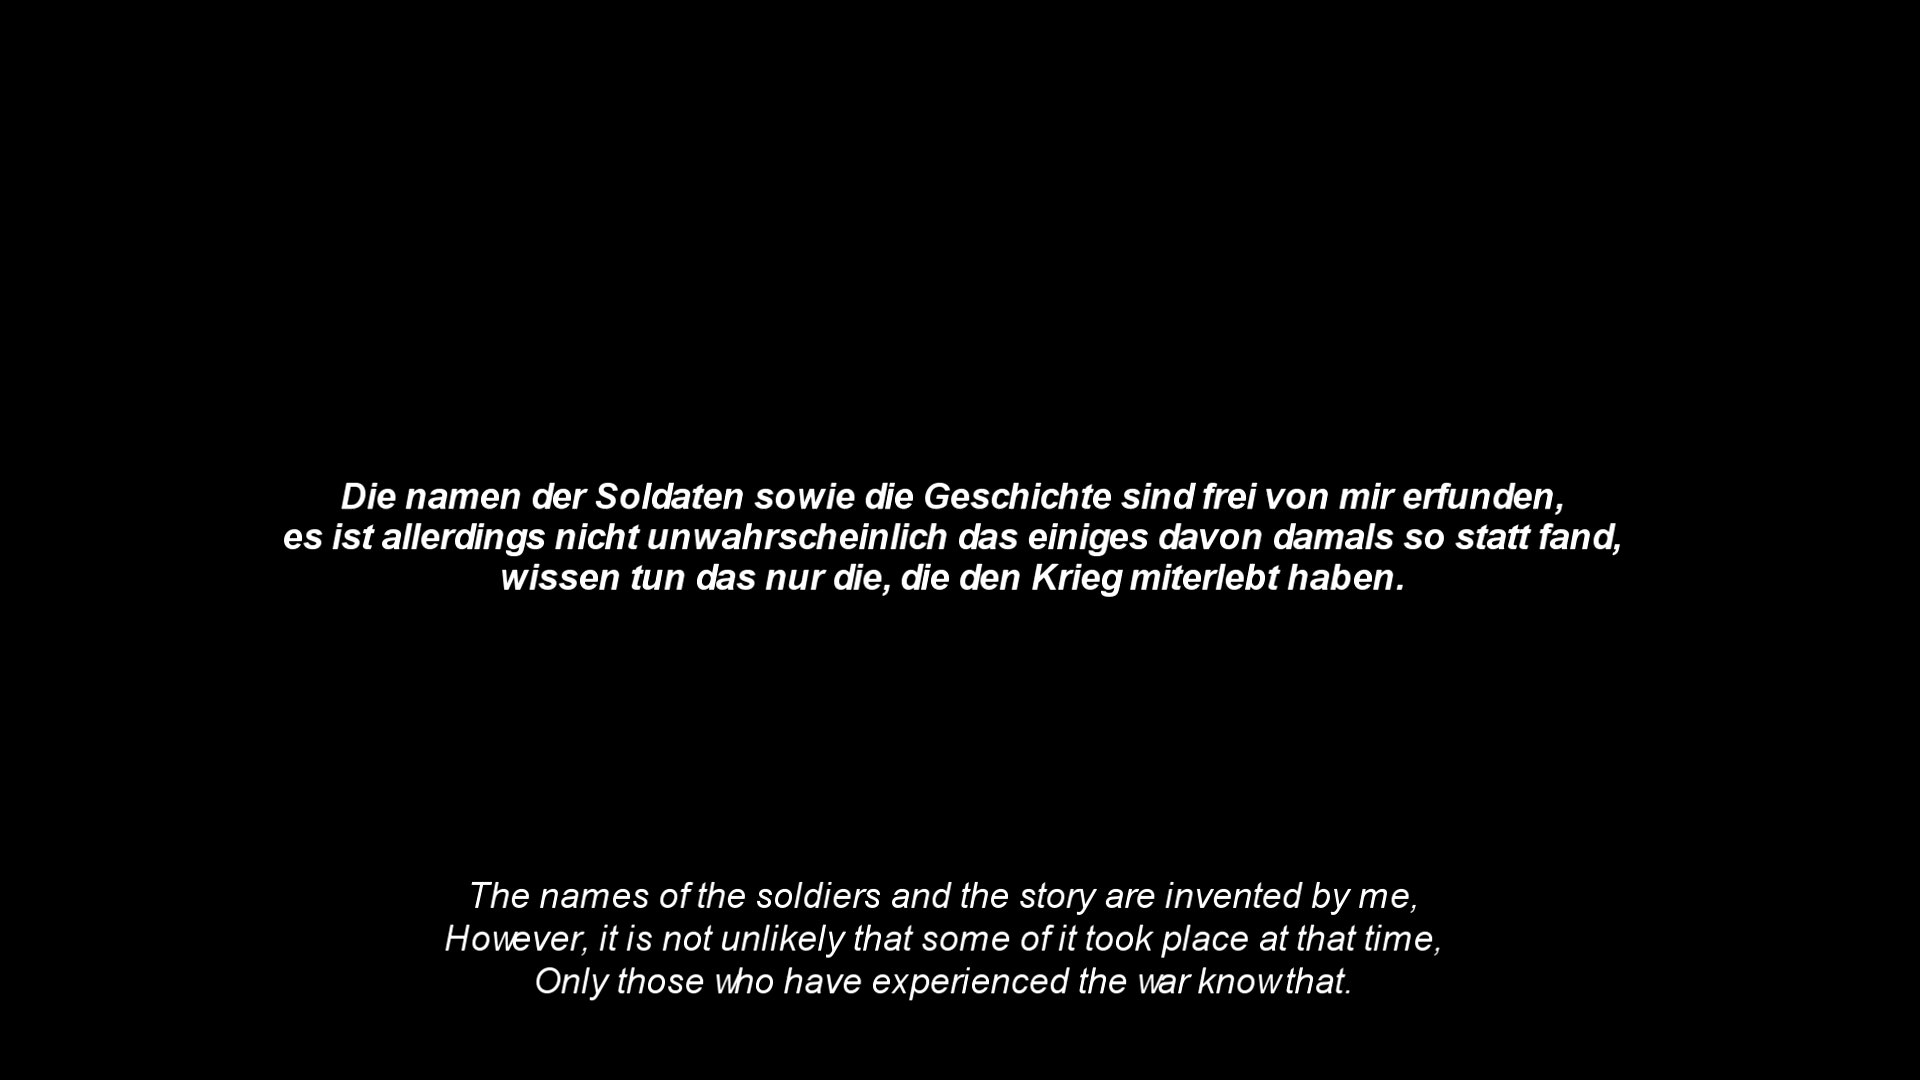 Die namen der Soldaten sowie die Geschichte sind frei von mir erfunden,
es ist allerdings nicht unwahrscheinlich das einiges davon damals so statt fand,
wissen tun das nur die, die den Krieg miterlebt haben.
The names of the soldiers and the story are invented by me,
However, it is not unlikely that some of it took place at that time,
Only those who have experienced the war know that.